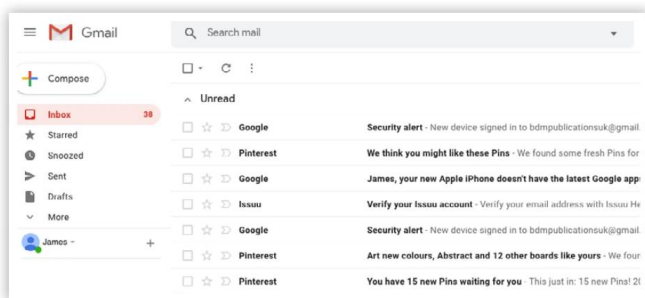 Gmail
Search mail
Compose
Unread
Inbox 36
Google Security alert - New device signed in to bdmpublicationsuk@gmail.
Starred
Pinterest We think you might like these Pins - We found some fresh Pins for
Snoozed
Google James, your new Apple iPhone doesn't have the latest Google app
Sent
Issuu Verify your Issuu account - Verify your email address with Issuu He
Drafts
More
Google Security alert - New device signed in to bdmpublicationsuk@gmail.
James
Pinterest Art new colours, Abstract and 12 other boards like yours - We foun
Pinterest You have 15 new Pins waiting for you - This just in: 15 new Pins! 20